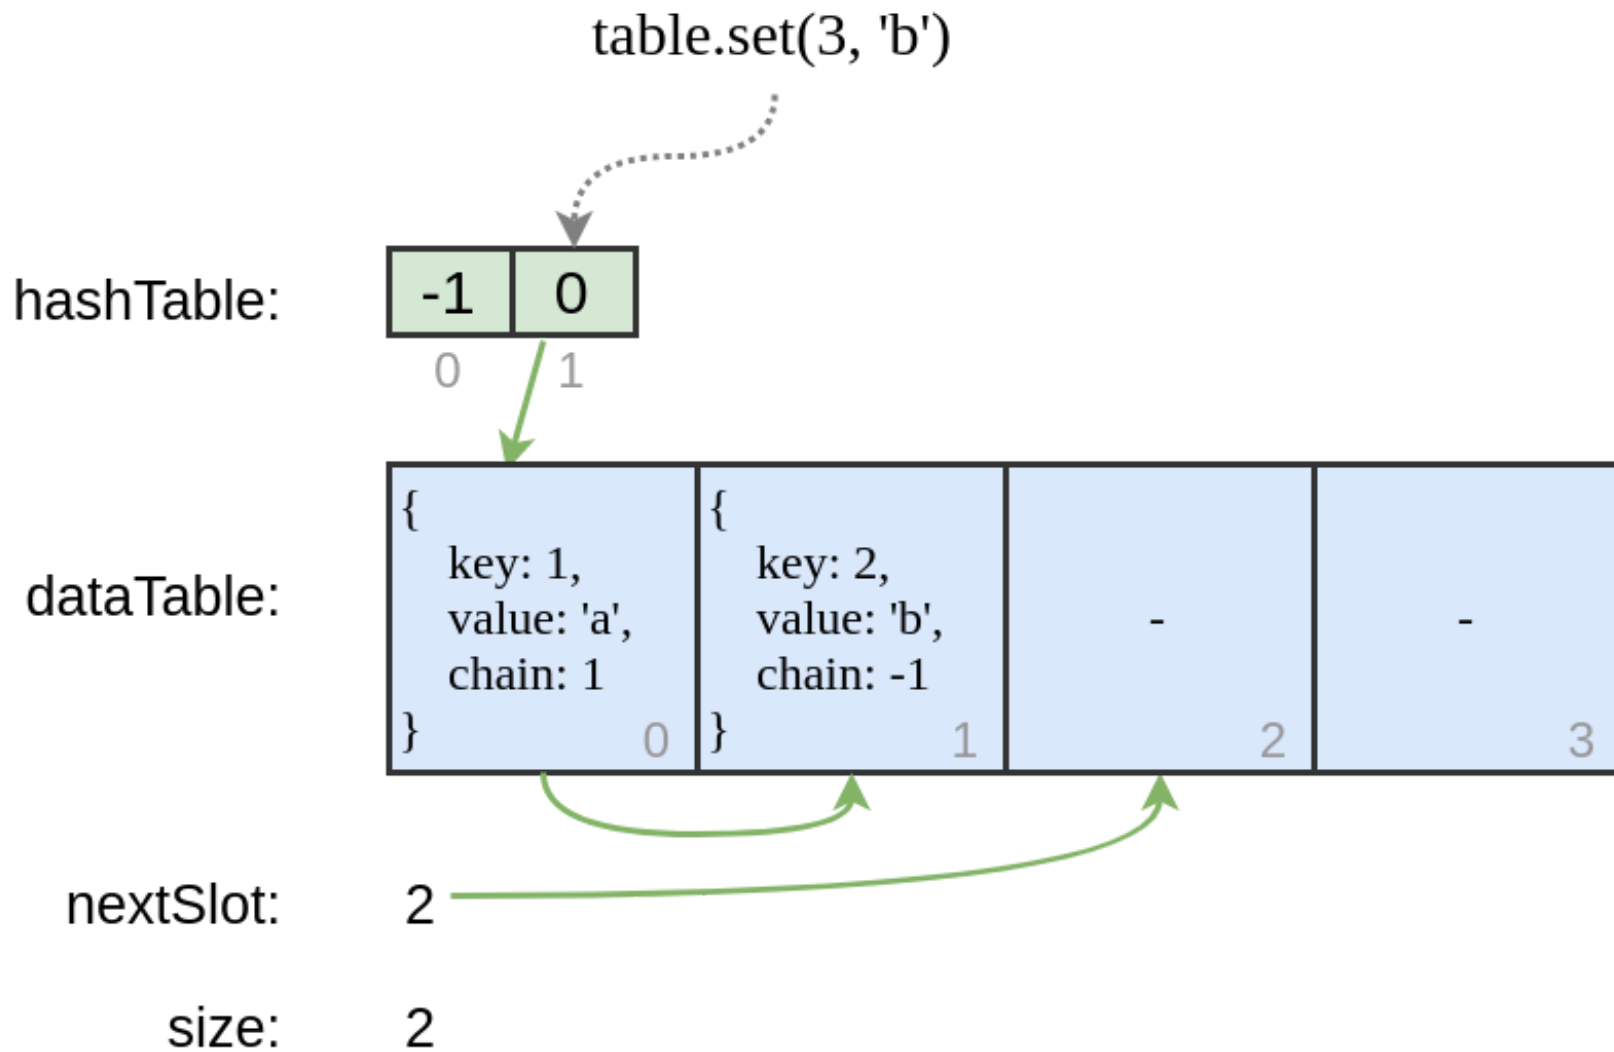 table.set(3, 'b')
hashTable:
-1 0
0 1
dataTable:
{
key: 1,
value: 'a',
chain: 1
}
0
{
key: 2,
value: 'b',
chain: -1
}
1
-
2
-
3
nextSlot: 2
size: 2